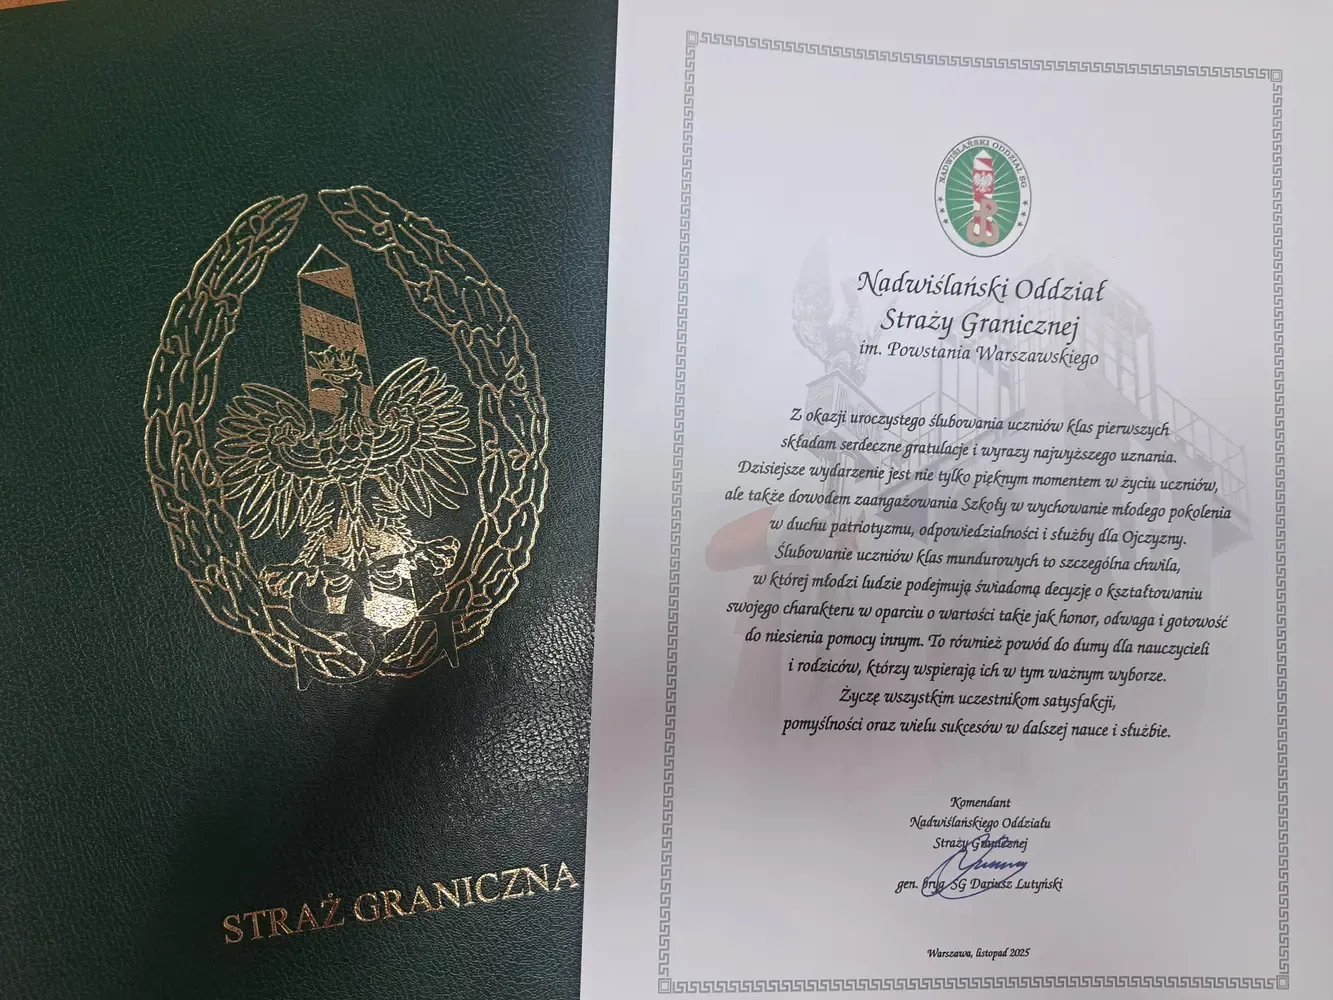 STRAŻ GRANICZNA
NADWIŚLAŃSKI ODDZIAŁ SG
Nadwiślański Oddział
Straży Granicznej
im. Powstania Warszawskiego
Z okazji uroczystego ślubowania uczniów klas pierwszych
składam serdeczne gratulacje i wyrazy najwyższego uznania.
Dzisiejsze wydarzenie jest nie tylko pięknym momentem w życiu uczniów,
ale także dowodem zaangażowania Szkoły w wychowanie młodego pokolenia
w duchu patriotyzmu, odpowiedzialności i służby dla Ojczyzny.
Ślubowanie uczniów klas mundurowych to szczególna chwila,
w której młodzi ludzie podejmują świadomą decyzję o kształtowaniu
swojego charakteru w oparciu o wartości takie jak honor, odwaga i gotowość
do niesienia pomocy innym. To również powód do dumy dla nauczycieli
i rodziców, którzy wspierają ich w tym ważnym wyborze.
Życzę wszystkim uczestnikom satysfakcji,
pomyślności oraz wielu sukcesów w dalszej nauce i służbie.
Komendant
Nadwiślańskiego Oddziału
Straży Granicznej
gen. bryg. SG Dariusz Lutyński
Warszawa, listopad 2025